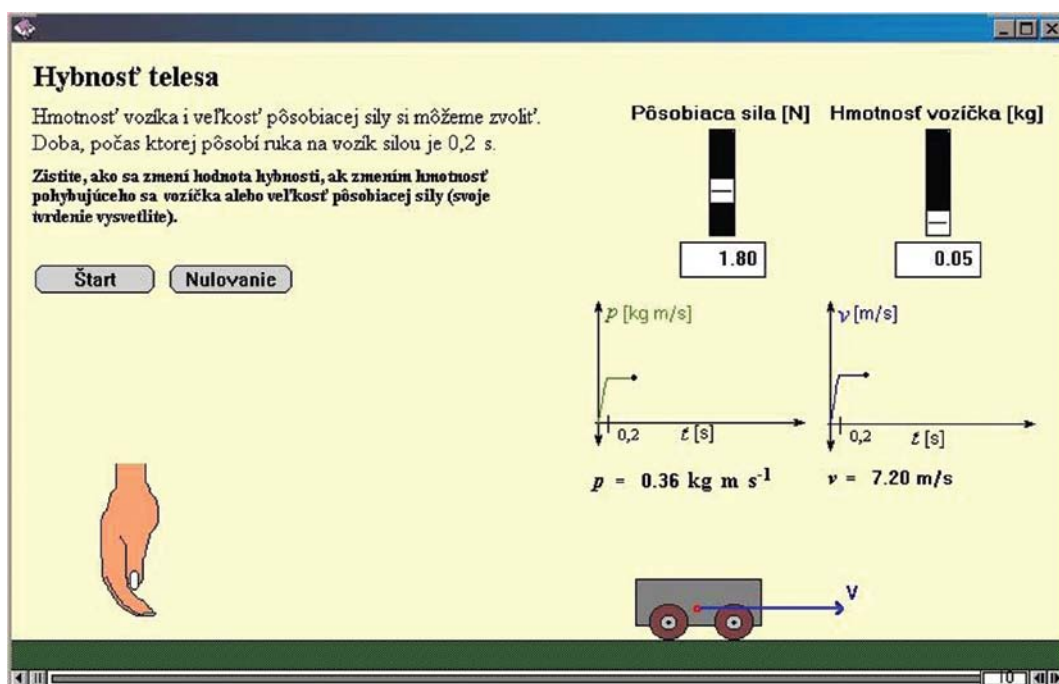 Hybnosť telesa
Hmotnosť vozíka i veľkosť pôsobiacej sily si môžeme zvoliť.
Doba, počas ktorej pôsobí ruka na vozík silou je 0,2 s.
Zistite, ako sa zmení hodnota hybnosti, ak zmením hmotnosť
pohybujúceho sa vozíčka alebo veľkosť pôsobiacej sily (svoje
tvrdenie vysvetlite).
Štart Nulovanie
Pôsobiaca sila [N] Hmotnosť vozíčka [kg]
1.80 0.05
p [kg m/s] v [m/s]
0,2 t [s] 0,2 t [s]
p = 0.36 kg m s⁻¹ v = 7.20 m/s
V
10